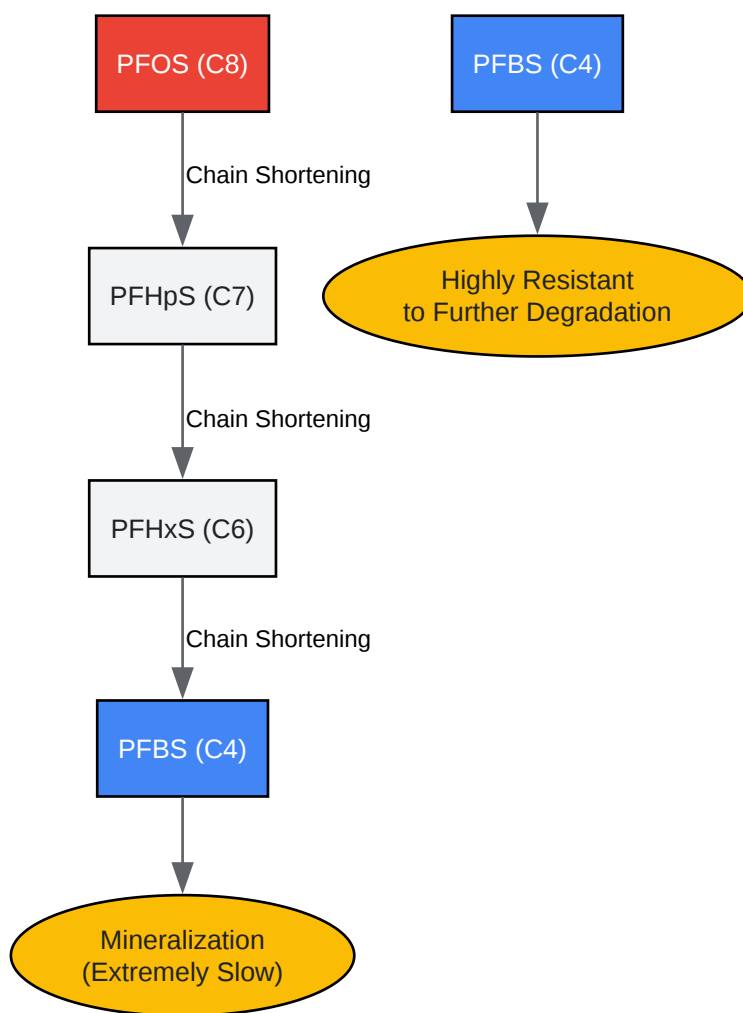 PFOS (C8)
Chain Shortening
PFHpS (C7)
Chain Shortening
PFHxS (C6)
Chain Shortening
PFBS (C4)
Mineralization
(Extremely Slow)
PFBS (C4)
Highly Resistant
to Further Degradation